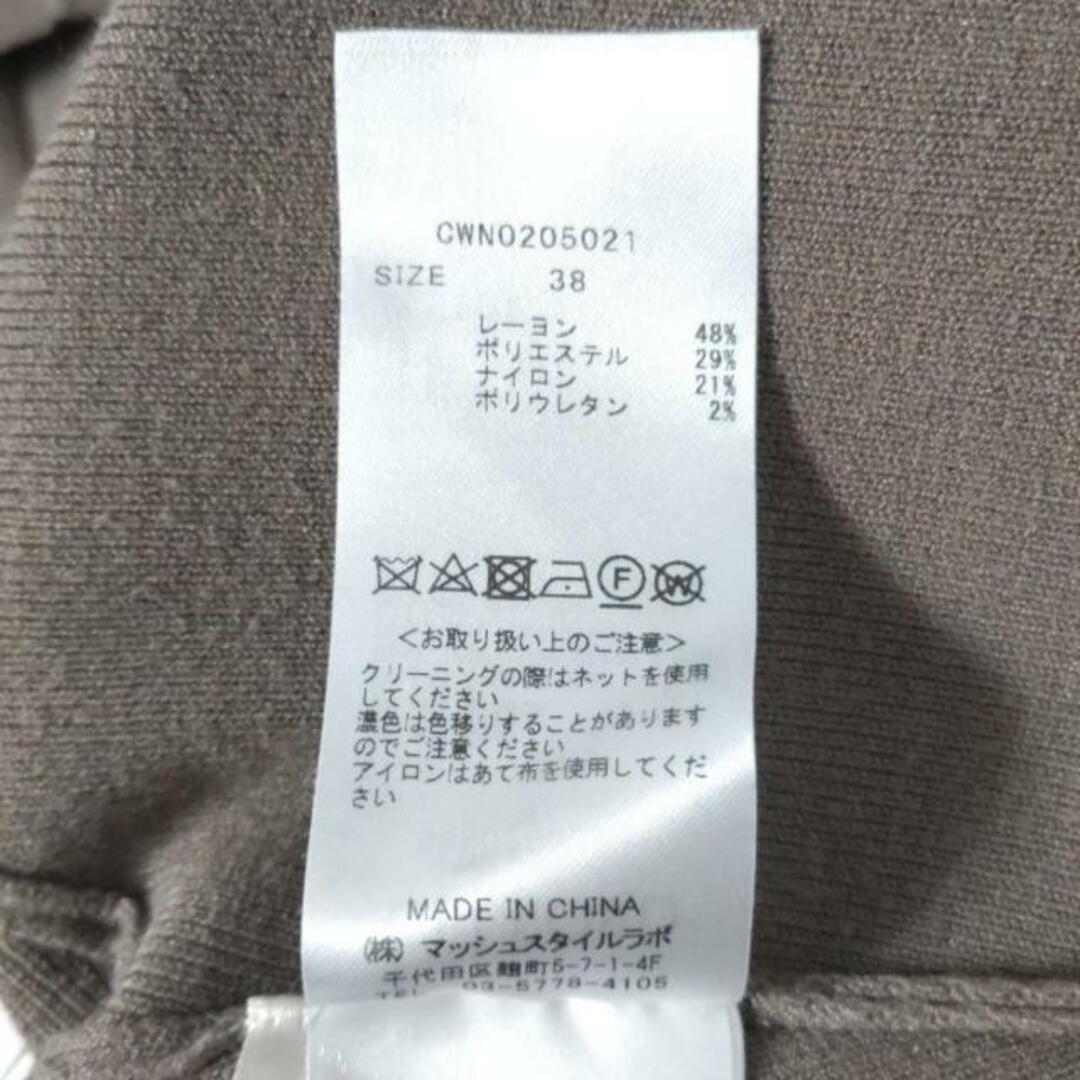 CWNO205021
SIZE 38
レーヨン 48%
ポリエステル 29%
ナイロン 21%
ポリウレタン 2%
F W
<お取り扱い上のご注意>
クリーニングの際はネットを使用
してください
濃色は色移りすることがあります
のでご注意ください
アイロンはあて布を使用してくだ
さい
MADE IN CHINA
(株)マッシュスタイルラボ
千代田区麹町5-7-1-4F
TEL 03-5778-4105